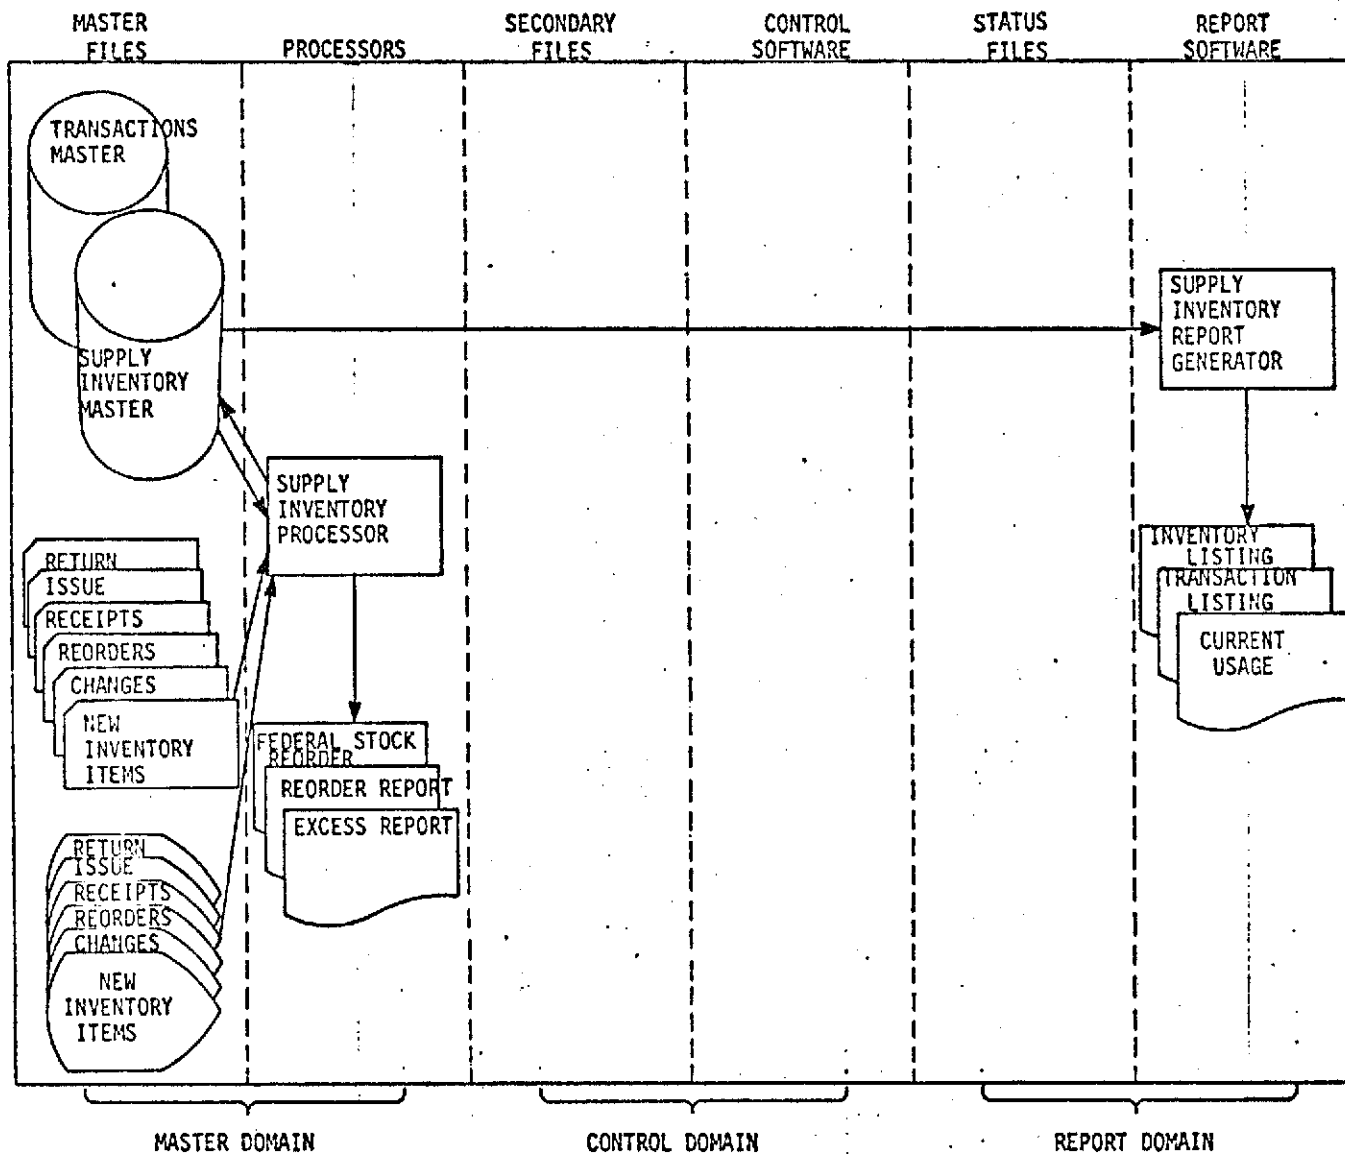 MASTER FILES
PROCESSORS
SECONDARY FILES
CONTROL SOFTWARE
STATUS FILES
REPORT SOFTWARE
TRANSACTIONS
MASTER
SUPPLY
INVENTORY
MASTER
SUPPLY
INVENTORY
PROCESSOR
SUPPLY
INVENTORY
REPORT
GENERATOR
RETURN
ISSUE
RECEIPTS
REORDERS
CHANGES
NEW
INVENTORY
ITEMS
FEDERAL STOCK
REORDER
REORDER REPORT
EXCESS REPORT
INVENTORY
LISTING
TRANSACTION
LISTING
CURRENT
USAGE
RETURN
ISSUE
RECEIPTS
REORDERS
CHANGES
NEW
INVENTORY
ITEMS
MASTER DOMAIN
CONTROL DOMAIN
REPORT DOMAIN